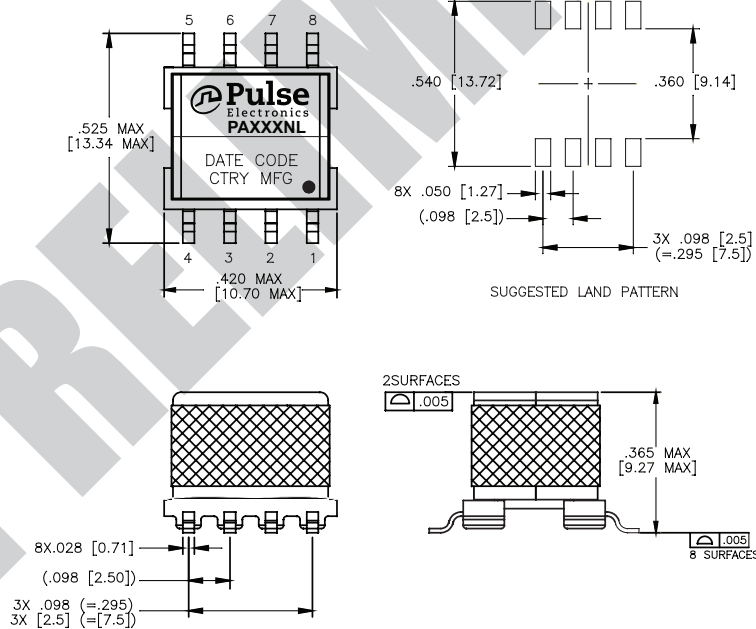 5 6 7 8
.525 MAX
[13.34 MAX]
Pulse
Electronics
PAXXXNL
DATE CODE
CTRY MFG
4 3 2 1
.420 MAX
[10.70 MAX]
.540 [13.72]
.360 [9.14]
8X .050 [1.27]
(.098 [2.5])
3X .098 [2.5]
(=.295 [7.5])
SUGGESTED LAND PATTERN
8X.028 [0.71]
(.098 [2.50])
3X .098 (=.295)
3X [2.5] (=[7.5])
2SURFACES
.005
.365 MAX
[9.27 MAX]
.005
8 SURFACES